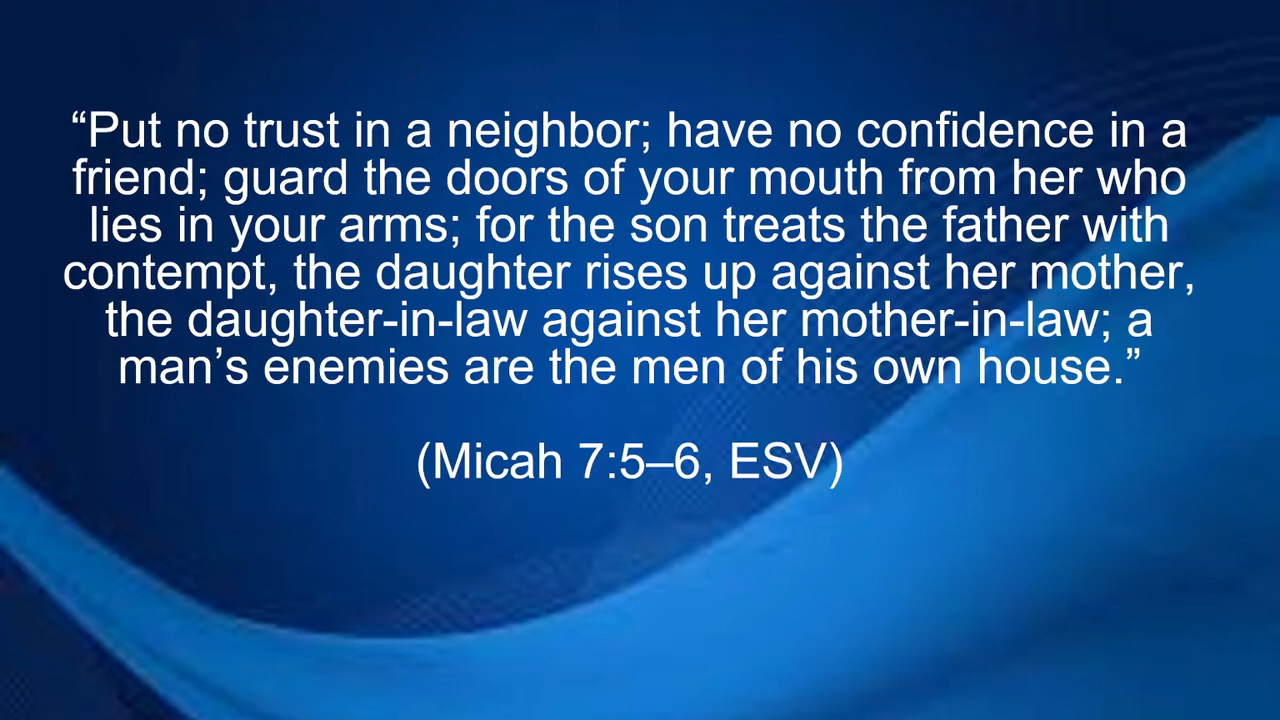 “Put no trust in a neighbor; have no confidence in a
friend; guard the doors of your mouth from her who
lies in your arms; for the son treats the father with
contempt, the daughter rises up against her mother,
the daughter-in-law against her mother-in-law; a
man’s enemies are the men of his own house.”
(Micah 7:5–6, ESV)